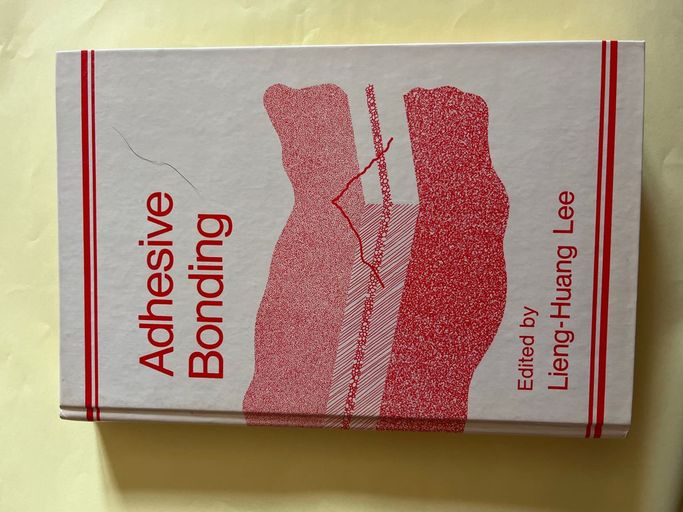 Adhesive
Bonding
Edited by
Lieng-Huang Lee